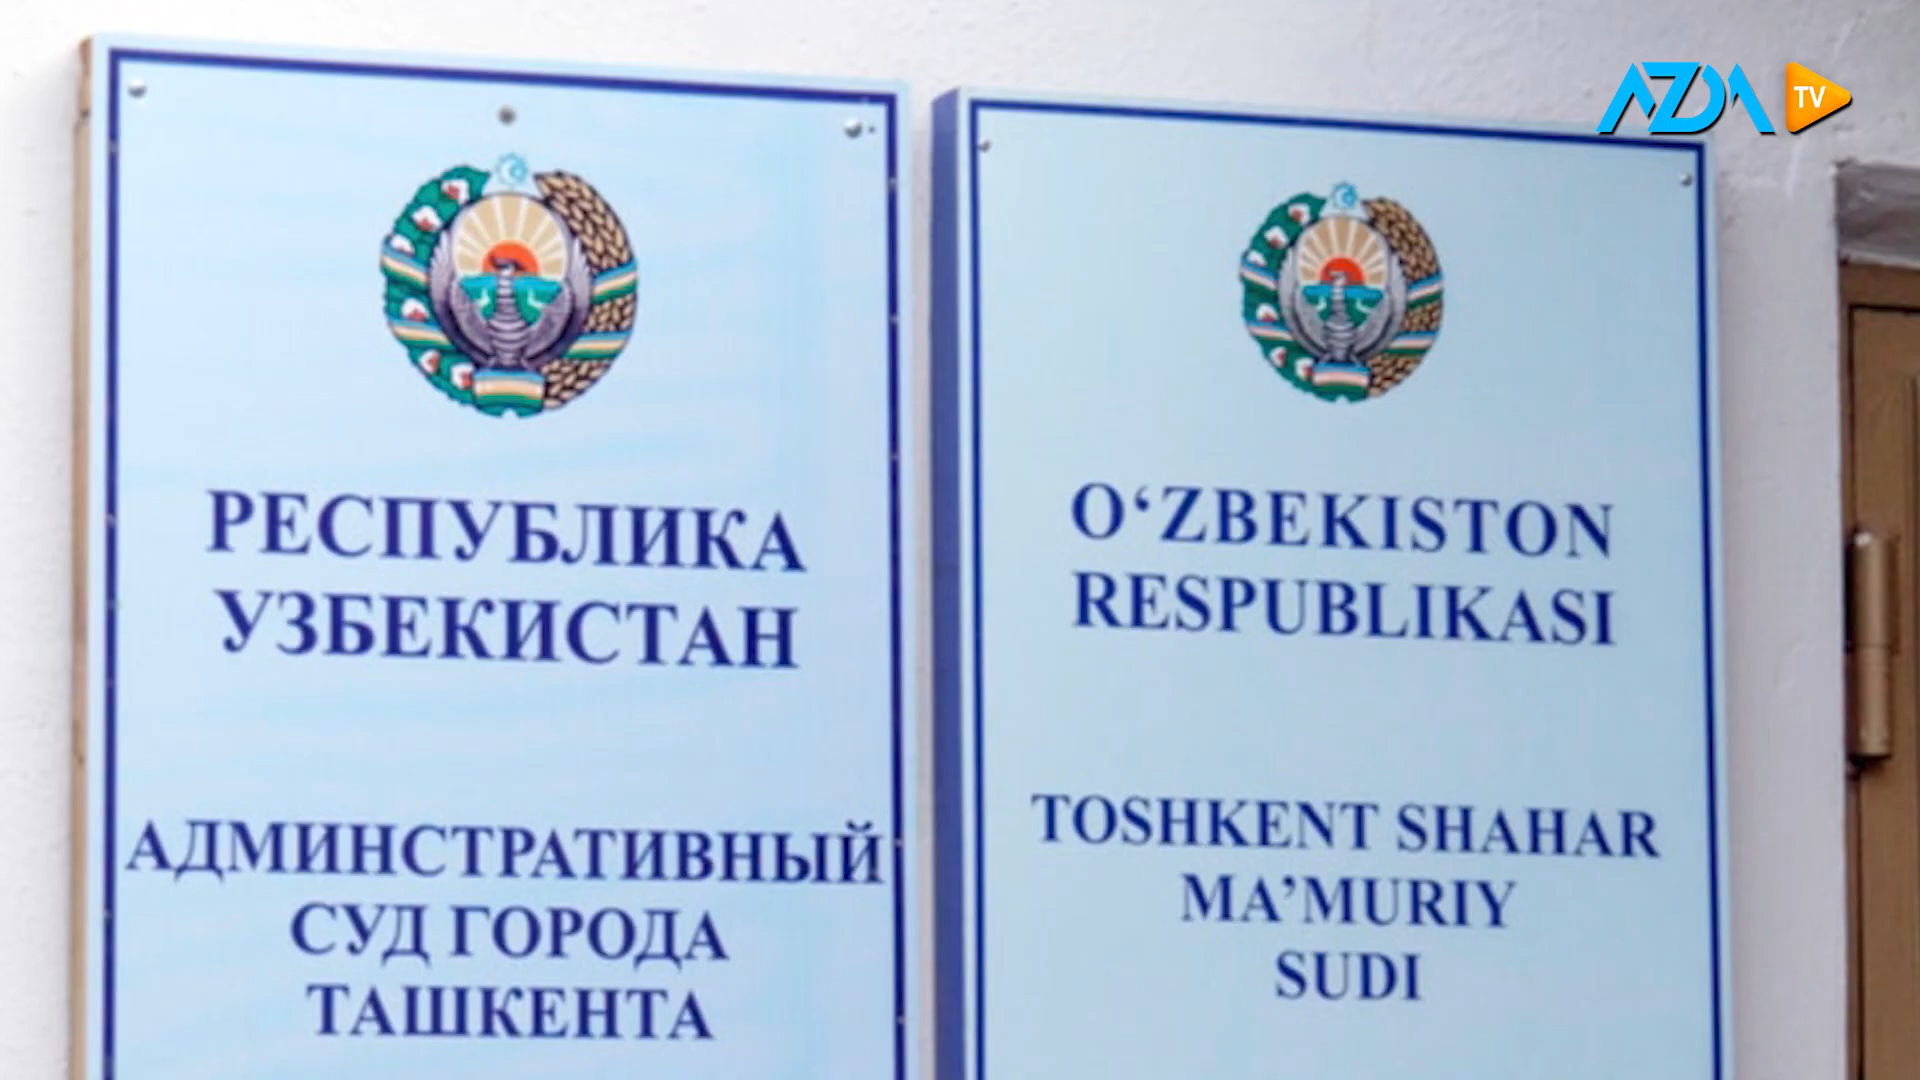 РЕСПУБЛИКА
УЗБЕКИСТАН
АДМИНСТРАТИВНЫЙ
СУД ГОРОДА
ТАШКЕНТА
O‘ZBEKISTON
RESPUBLIKASI
TOSHKENT SHAHAR
MA’MURIY
SUDI
AZDA TV